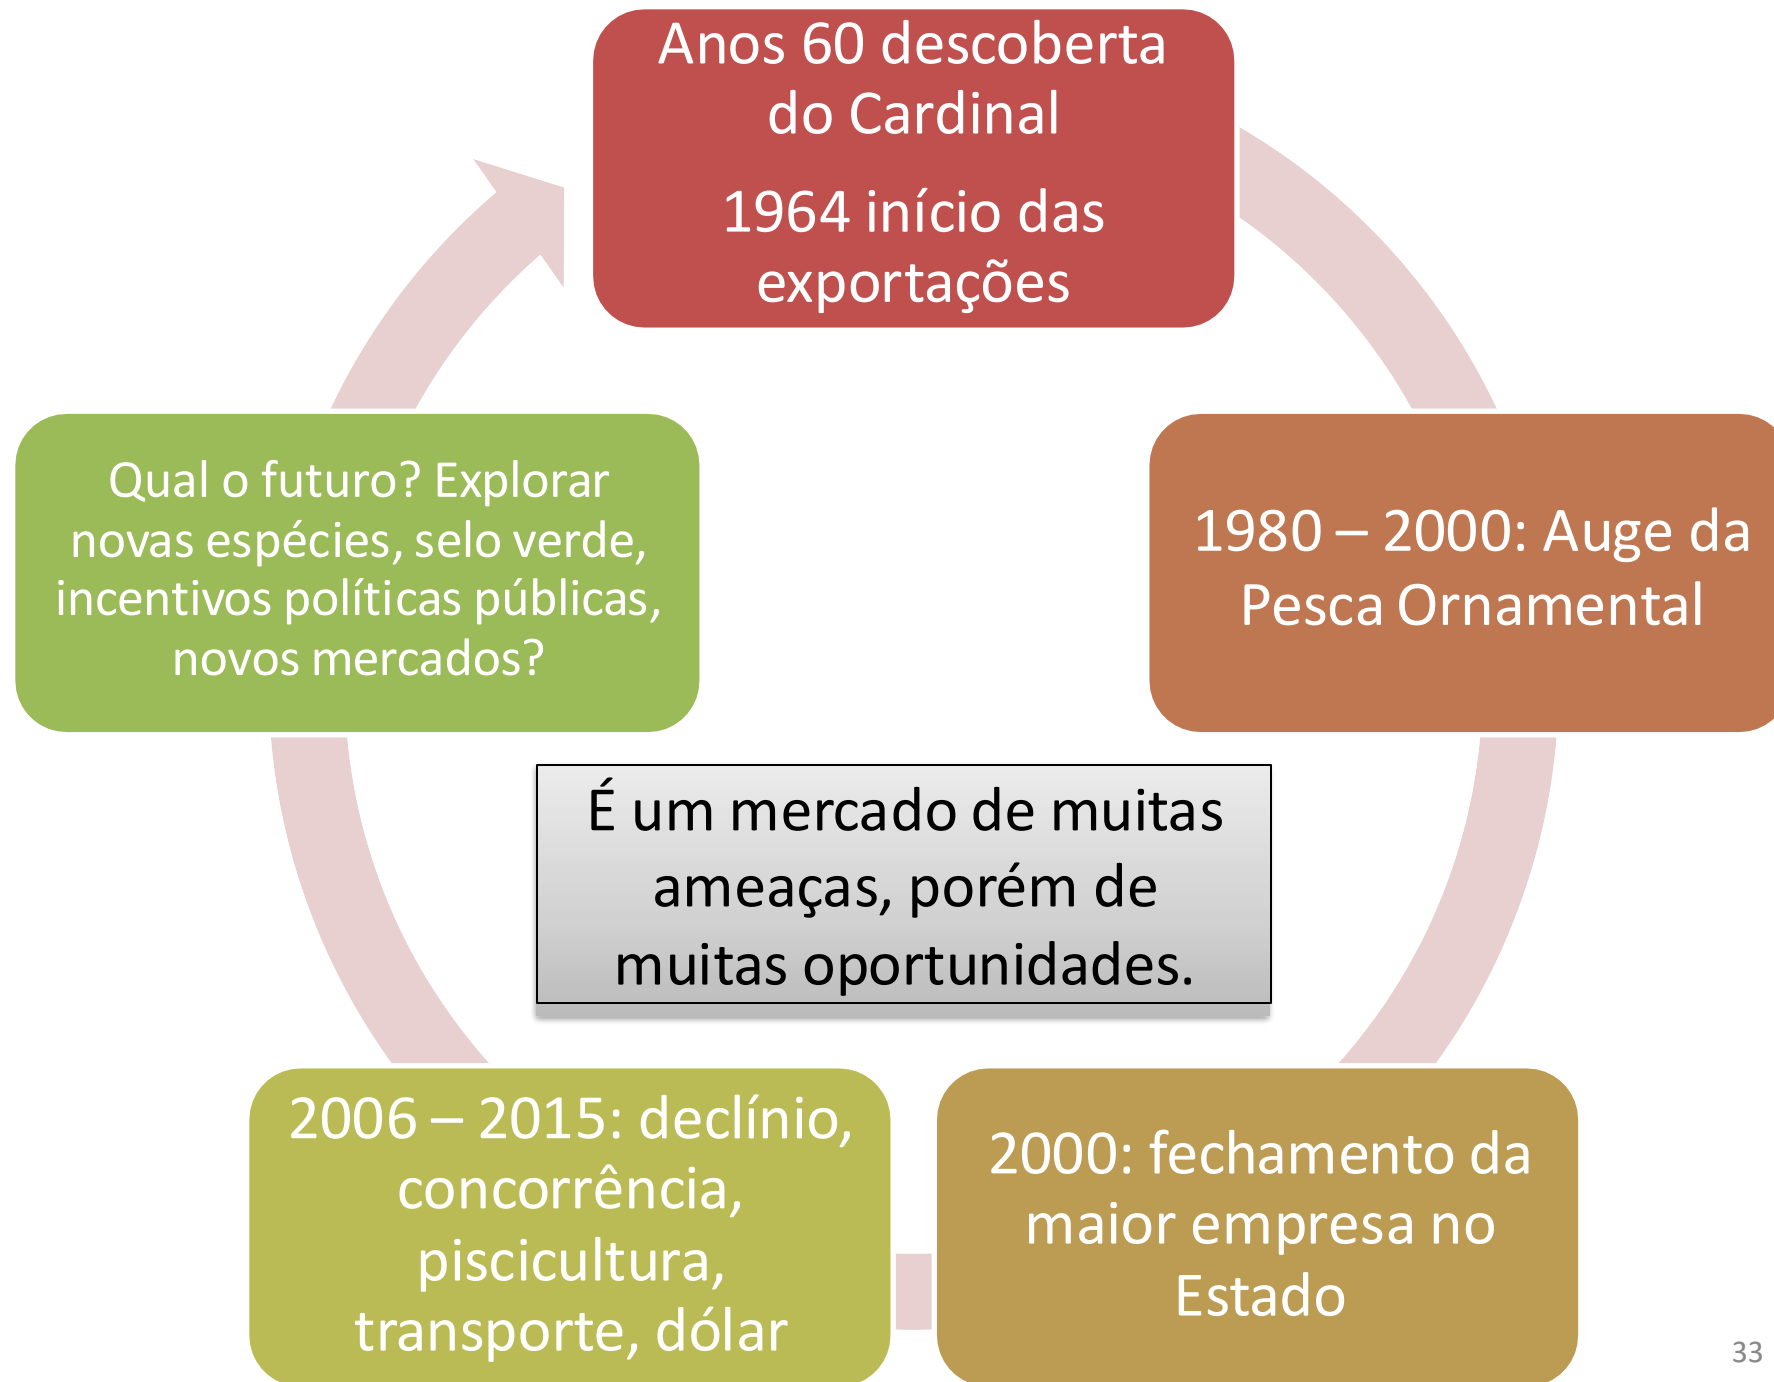 Anos 60 descoberta
do Cardinal
1964 início das
exportações
1980 – 2000: Auge da
Pesca Ornamental
2000: fechamento da
maior empresa no
Estado
2006 – 2015: declínio,
concorrência,
piscicultura,
transporte, dólar
Qual o futuro? Explorar
novas espécies, selo verde,
incentivos políticas públicas,
novos mercados?
É um mercado de muitas
ameaças, porém de
muitas oportunidades.
33